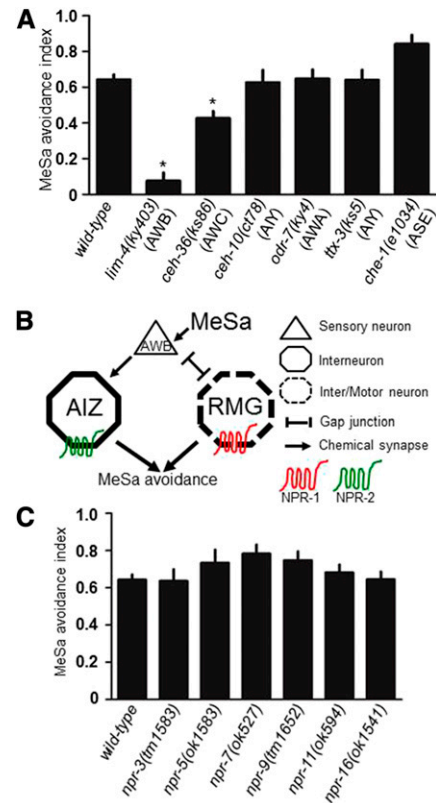 A
MeSa avoidance index
1.0
0.8
0.6
0.4
0.2
0
*
*
wild-type
lim-4(ky403)
(AWB)
ceh-36(ks86)
(AWC)
ceh-10(ct78)
(AIY)
odr-7(ky4)
(AWA)
ttx-3(ks5)
(AIY)
che-1(e1034)
(ASE)
B
MeSa
AWB
AIZ
RMG
MeSa avoidance
Sensory neuron
Interneuron
Inter/Motor neuron
Gap junction
Chemical synapse
NPR-1
NPR-2
C
MeSa avoidance index
1.0
0.8
0.6
0.4
0.2
0
wild-type
npr-3(tm1583)
npr-5(ok1583)
npr-7(ok527)
npr-9(tm1652)
npr-11(ok594)
npr-16(ok1541)